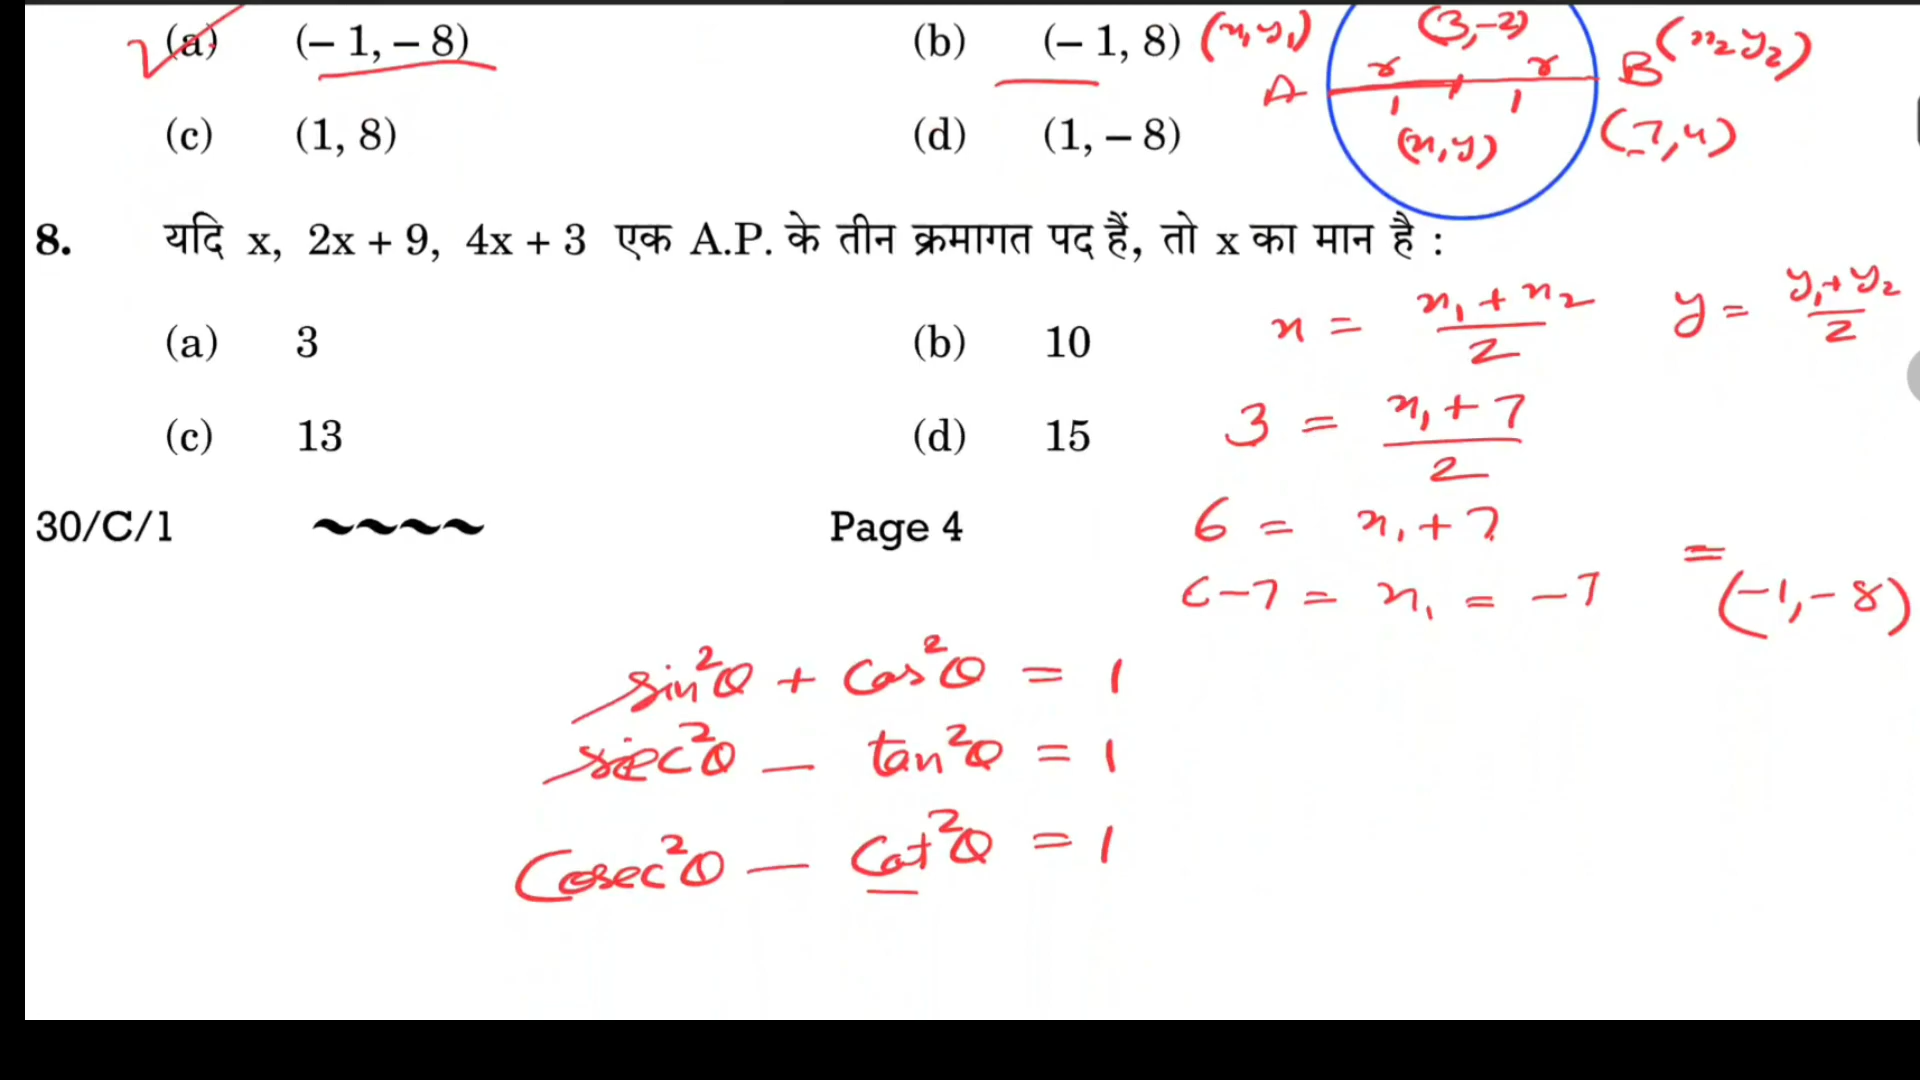 (a) (– 1, – 8) (b) (– 1, 8) (x₁ y₁) (3,-2) B (x₂ y₂)
A r r
1 1
(c) (1, 8) (d) (1, – 8) (x,y) (7,4)
8. यदि x, 2x + 9, 4x + 3 एक A.P. के तीन क्रमागत पद हैं, तो x का मान है :
x = x₁ + x₂ / 2 y = y₁ + y₂ / 2
(a) 3 (b) 10
3 = x₁ + 7 / 2
(c) 13 (d) 15
30/C/1 ~~~~ Page 4
6 = x₁ + 7
6-7 = x₁ = -7 = (-1,-8)
sin²θ + cos²θ = 1
sec²θ – tan²θ = 1
Cosec²θ – Cot²θ = 1